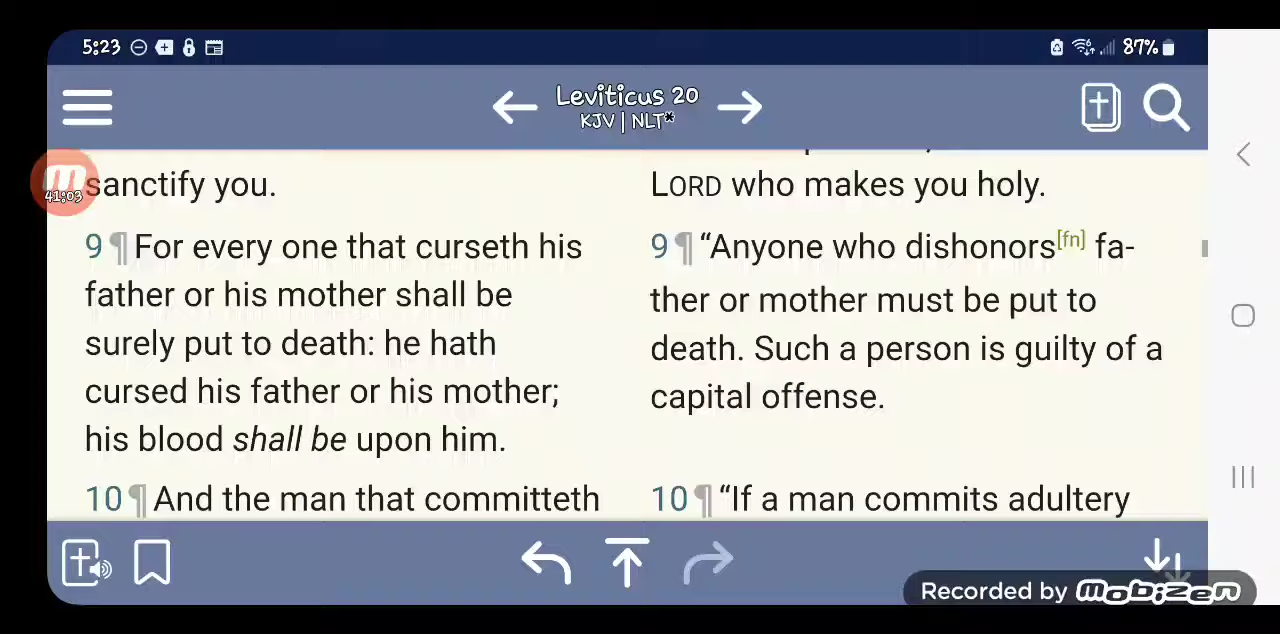 5:23
87%
Leviticus 20
KJV | NLT*
41:03
sanctify you.
9 ¶ For every one that curseth his
father or his mother shall be
surely put to death: he hath
cursed his father or his mother;
his blood shall be upon him.
10 ¶ And the man that committeth
LORD who makes you holy.
9 ¶ “Anyone who dishonors[fn] fa-
ther or mother must be put to
death. Such a person is guilty of a
capital offense.
10 ¶ “If a man commits adultery
Recorded by Mobizen